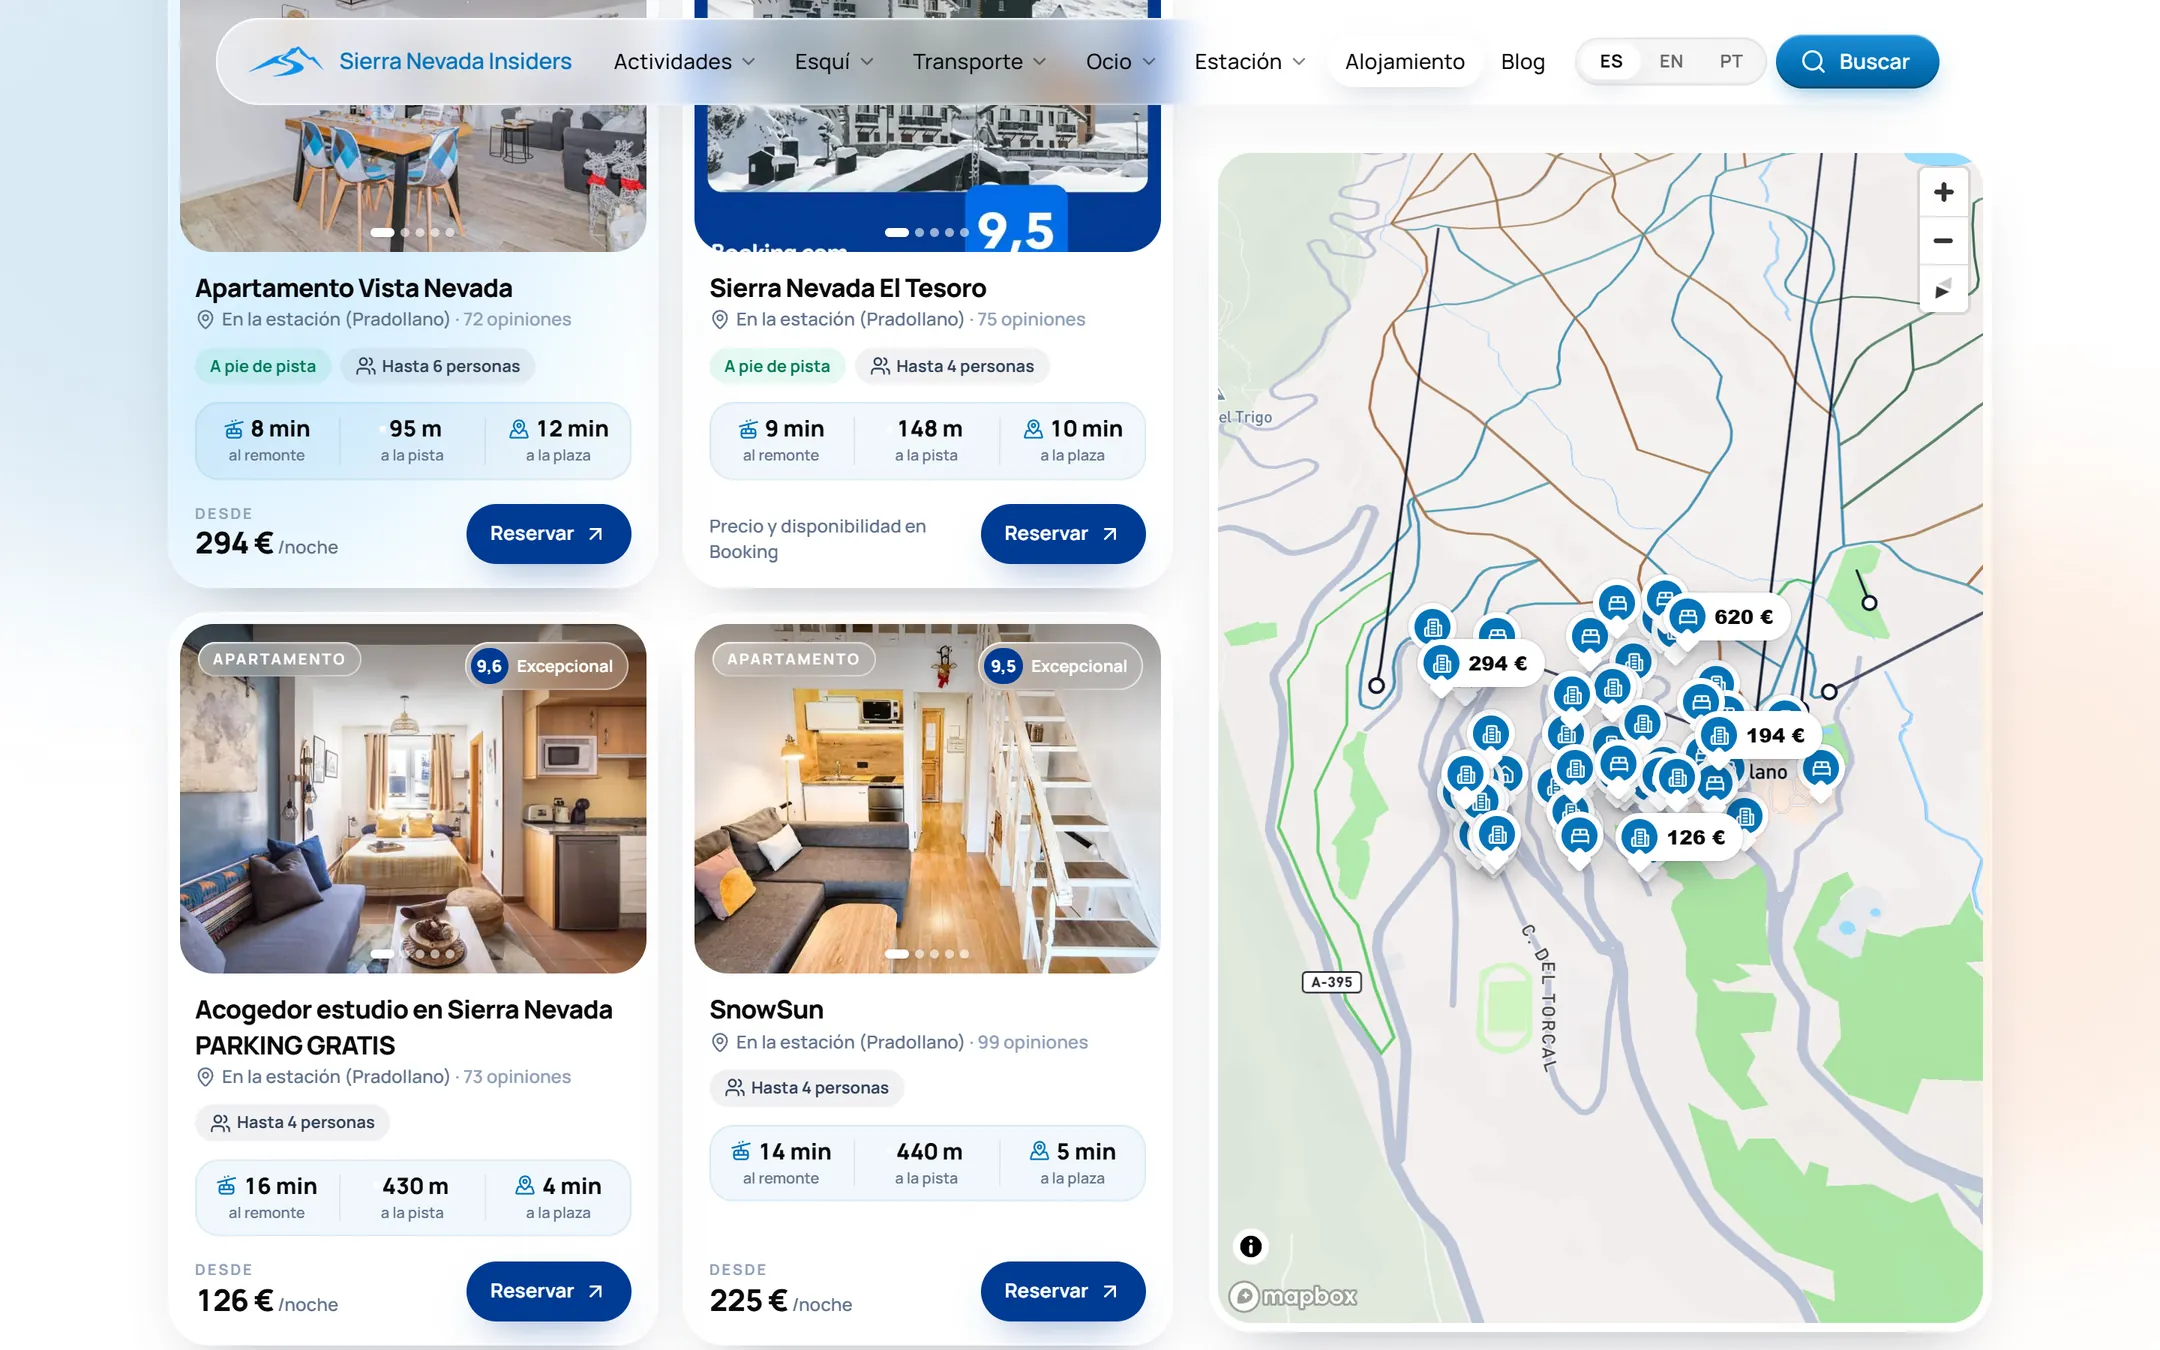 Sierra Nevada Insiders
Actividades
Esquí
Transporte
Ocio
Estación
Alojamiento
Blog
ES
EN
PT
Buscar
Booking.com
9,5
Apartamento Vista Nevada
En la estación (Pradollano) · 72 opiniones
A pie de pista
Hasta 6 personas
8 min
al remonte
95 m
a la pista
12 min
a la plaza
DESDE
294 € /noche
Reservar
Sierra Nevada El Tesoro
En la estación (Pradollano) · 75 opiniones
A pie de pista
Hasta 4 personas
9 min
al remonte
148 m
a la pista
10 min
a la plaza
Precio y disponibilidad en
Booking
Reservar
APARTAMENTO
9,6 Excepcional
Acogedor estudio en Sierra Nevada
PARKING GRATIS
En la estación (Pradollano) · 73 opiniones
Hasta 4 personas
16 min
al remonte
430 m
a la pista
4 min
a la plaza
DESDE
126 € /noche
Reservar
APARTAMENTO
9,5 Excepcional
SnowSun
En la estación (Pradollano) · 99 opiniones
Hasta 4 personas
14 min
al remonte
440 m
a la pista
5 min
a la plaza
DESDE
225 € /noche
Reservar
el Trigo
620 €
294 €
194 €
lano
126 €
C. DEL TORCAL
A-395
mapbox